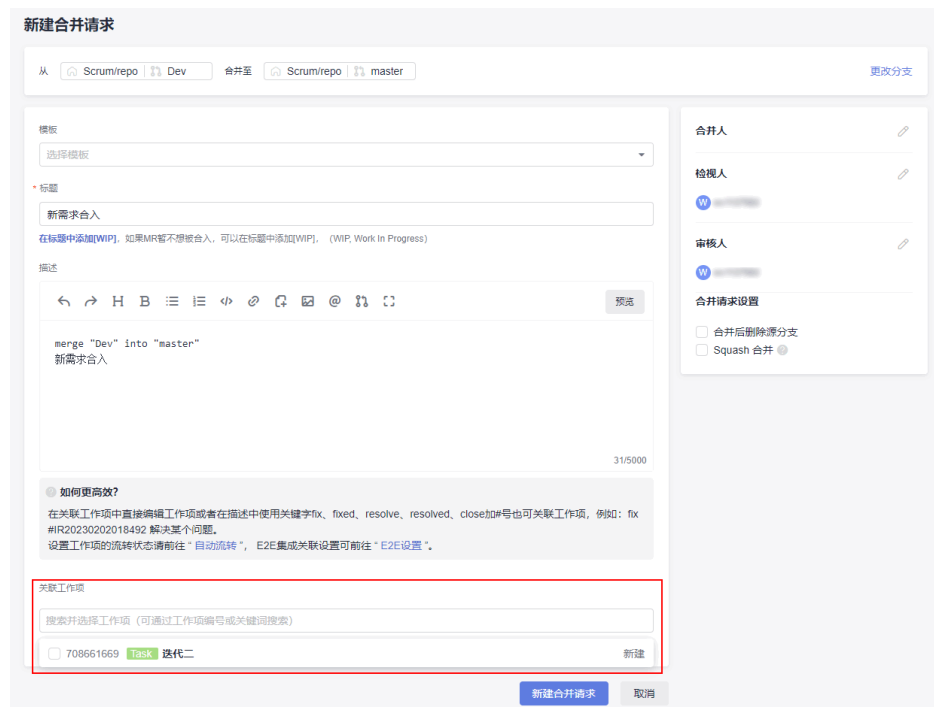 新建合并请求
从 Scrum/repo Dev 合并至 Scrum/repo master 更改分支
模板
选择模板
* 标题
新需求合入
在标题中添加[WIP]，如果MR暂不想被合入，可以在标题中添加[WIP]，（WIP, Work In Progress）
描述
H B @ 预览
merge "Dev" into "master"
新需求合入
31/5000
如何更高效?
在关联工作项中直接编辑工作项或者在描述中使用关键字fix、fixed、resolve、resolved、close加#号也可关联工作项，例如：fix
#IR20230202018492 解决某个问题。
设置工作项的流转状态请前往 “ 自动流转 ”， E2E集成关联设置可前往 “ E2E设置 ”。
关联工作项
搜索并选择工作项（可通过工作项编号或关键词搜索）
708661669 Task 迭代二 新建
新建合并请求 取消
合并人
检视人
W
审核人
W
合并请求设置
合并后删除源分支
Squash 合并